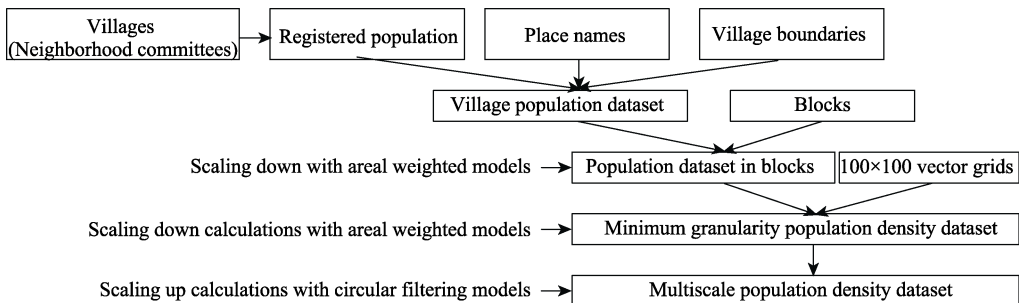 Villages
(Neighborhood committees)
Registered population
Place names
Village boundaries
Village population dataset
Blocks
Scaling down with areal weighted models
Population dataset in blocks
100×100 vector grids
Scaling down calculations with areal weighted models
Minimum granularity population density dataset
Scaling up calculations with circular filtering models
Multiscale population density dataset